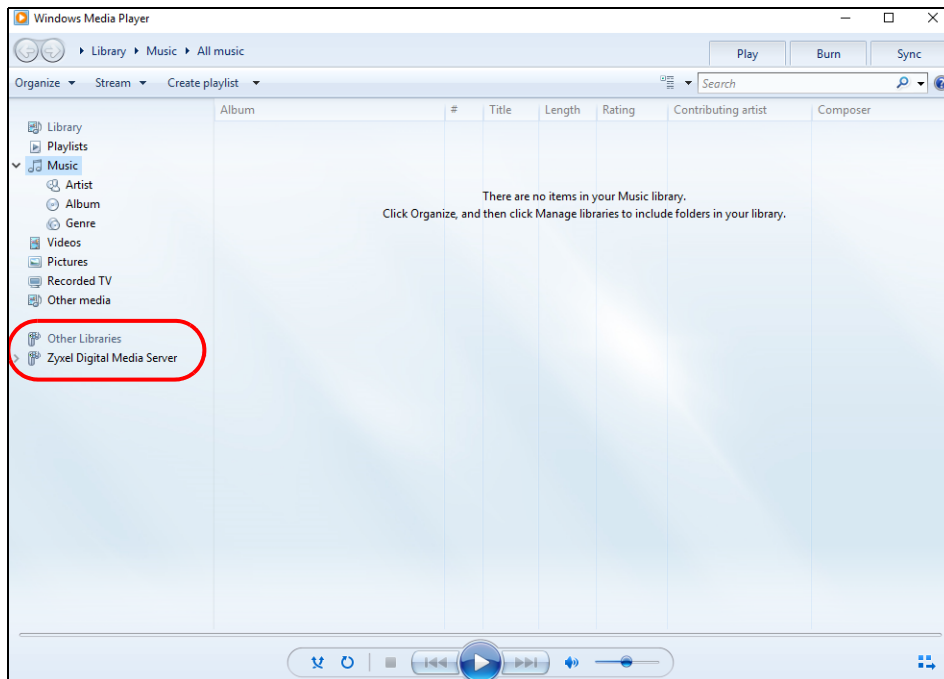 Windows Media Player
Library Music All music
Play Burn Sync
Organize Stream Create playlist Search
Album # Title Length Rating Contributing artist Composer
Library
Playlists
Music
Artist
Album
Genre
Videos
Pictures
Recorded TV
Other media
There are no items in your Music library.
Click Organize, and then click Manage libraries to include folders in your library.
Other Libraries
Zyxel Digital Media Server